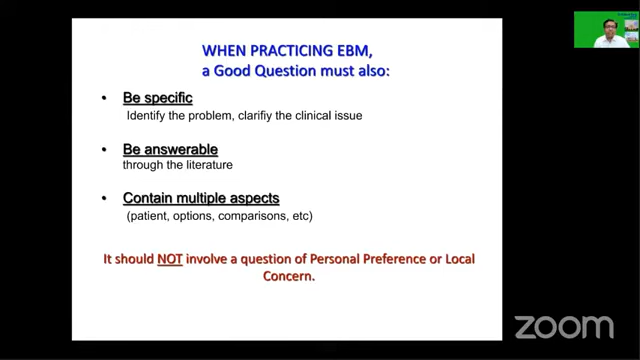 WHEN PRACTICING EBM,
a Good Question must also:
• Be specific
Identify the problem, clarifiy the clinical issue
• Be answerable
through the literature
• Contain multiple aspects
(patient, options, comparisons, etc)
It should NOT involve a question of Personal Preference or Local
Concern.
zoom